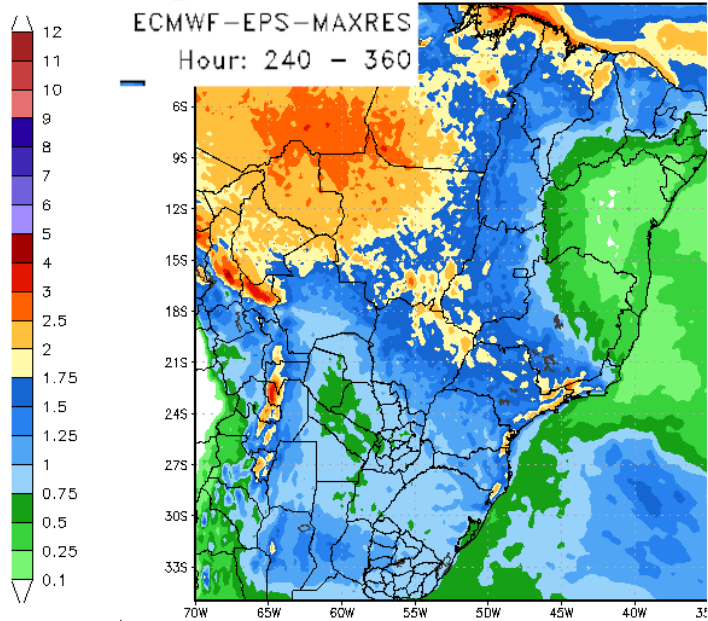 ECMWF-EPS-MAXRES
Hour: 240 - 360
12
11
10
9
8
7
6
5
4
3
2.5
2
1.75
1.5
1.25
1
0.75
0.5
0.25
0.1
6S
9S
12S
15S
18S
21S
24S
27S
30S
33S
70W
65W
60W
55W
50W
45W
40W